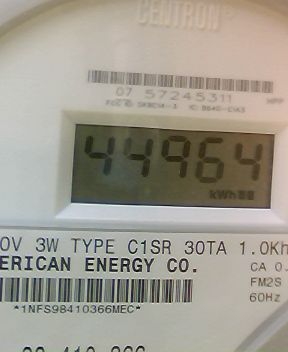 CENTRON
07 57245311
44964
kWh
0V 3W TYPE C1SR 30TA 1.0Kh
ERICAN ENERGY CO.
CA 0.
FM2S
60Hz
*1NFS98410366MEC*